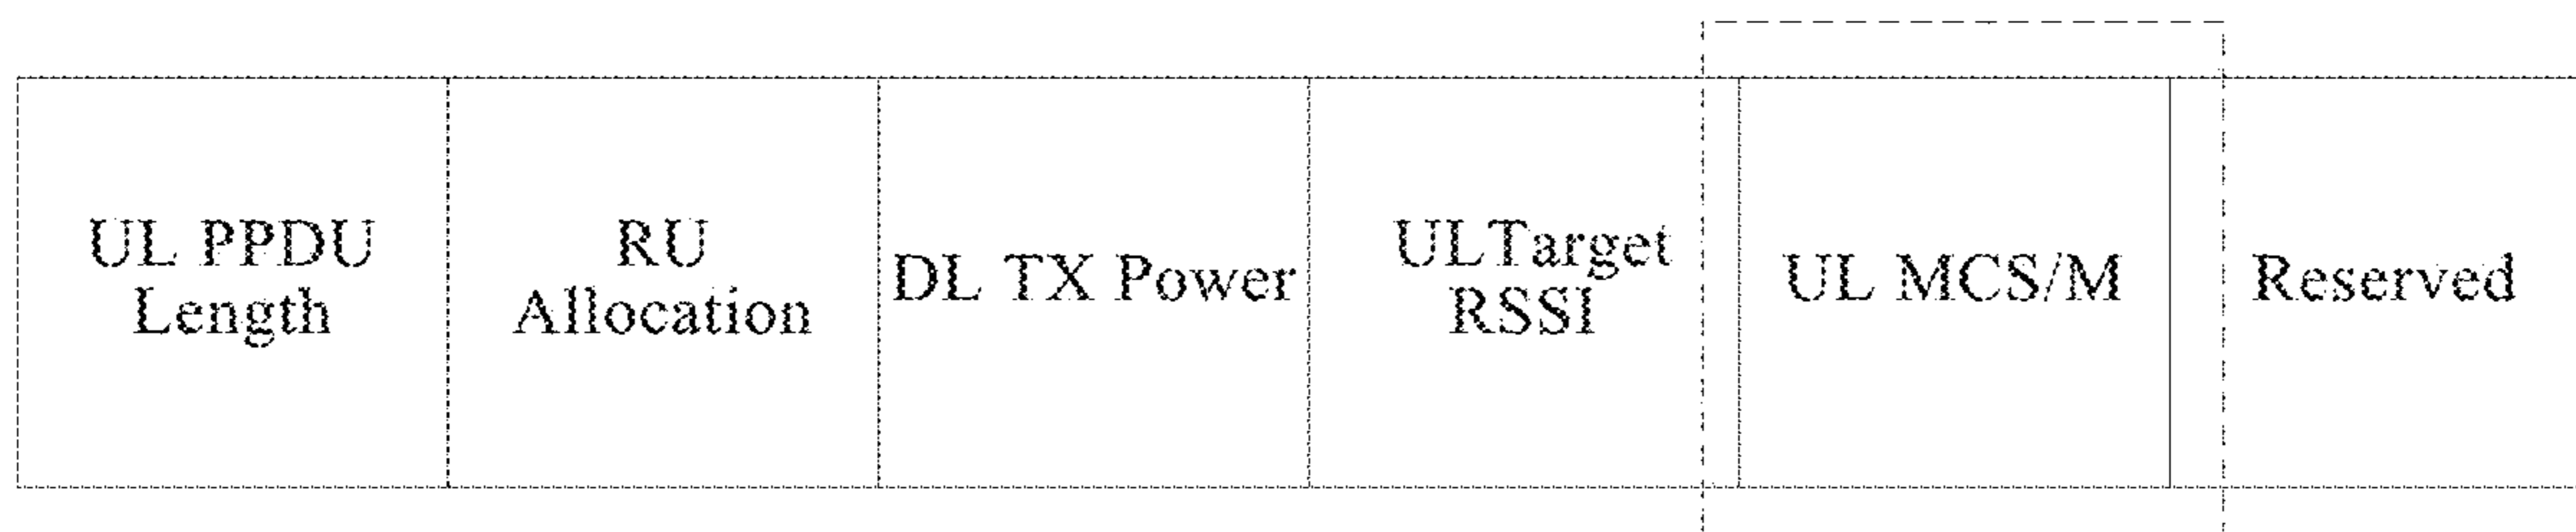 UL PPDU
Length
RU
Allocation
DL TX Power
ULTarget
RSSI
UL MCS/M
Reserved